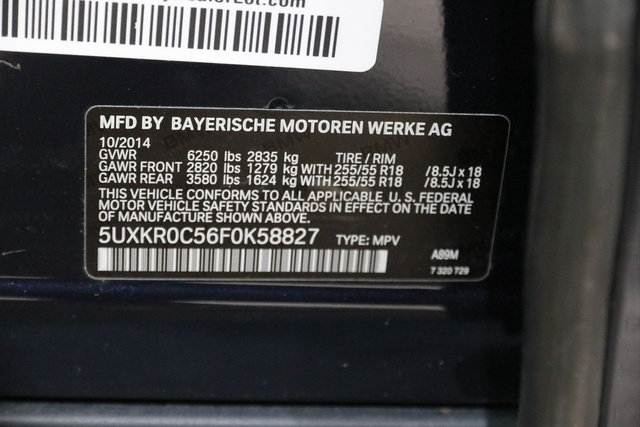 MFD BY BAYERISCHE MOTOREN WERKE AG
10/2014
GVWR 6250 lbs 2835 kg TIRE / RIM
GAWR FRONT 2820 lbs 1279 kg WITH 255/55 R18 / 8.5J x 18
GAWR REAR 3580 lbs 1624 kg WITH 255/55 R18 / 8.5J x 18
THIS VEHICLE CONFORMS TO ALL APPLICABLE U. S. FEDERAL
MOTOR VEHICLE SAFETY STANDARDS IN EFFECT ON THE DATE
OF MANUFACTURE SHOWN ABOVE.
5UXKR0C56F0K58827 TYPE: MPV
A89M
7 320 729